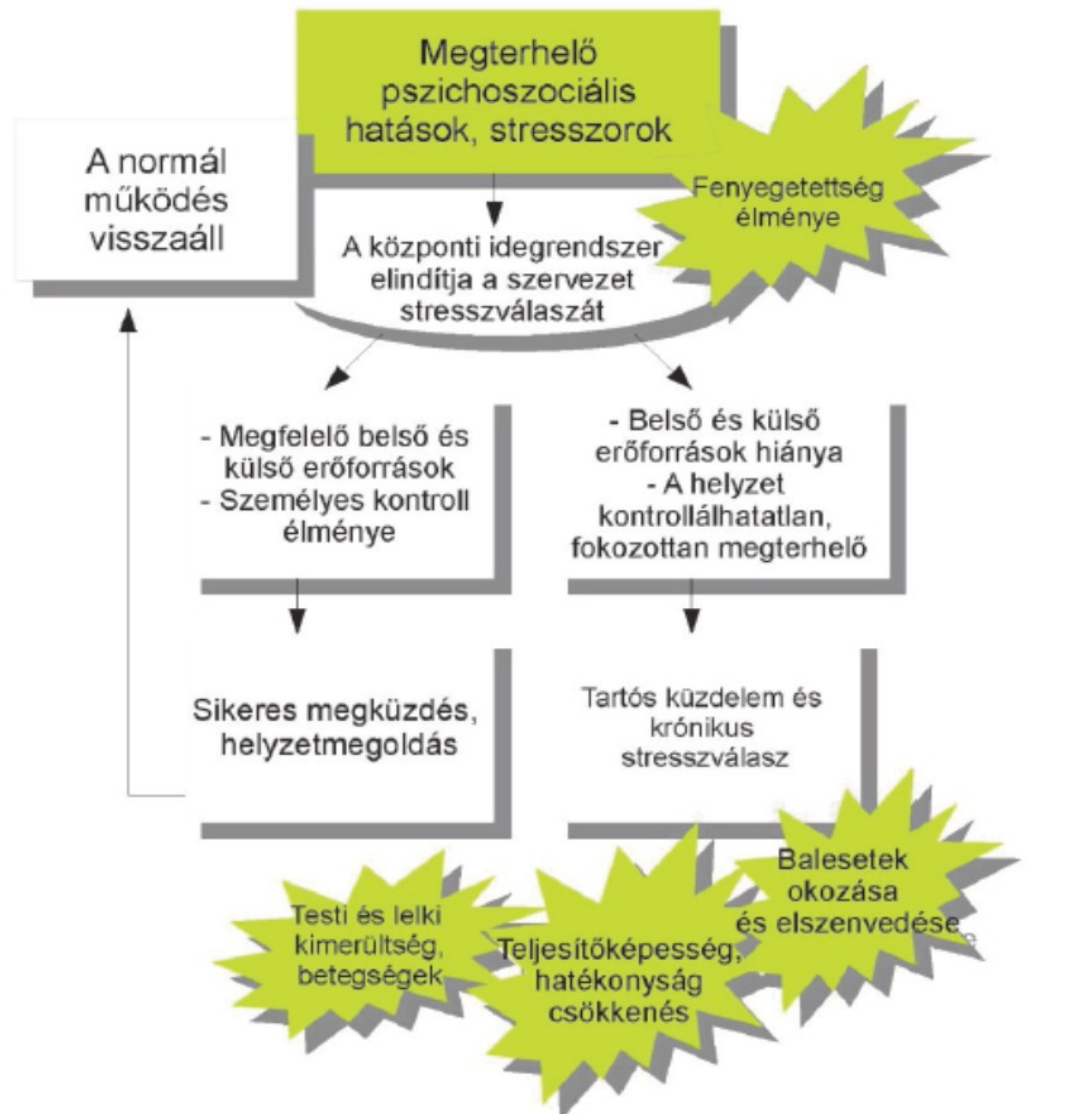 Megterhelő
pszichoszociális
hatások, stresszorok
A normál
működés
visszaáll
Fenyegetettség
élménye
A központi idegrendszer
elindítja a szervezet
stresszválaszát
- Megfelelő belső és
külső erőforrások
- Személyes kontroll
élménye
- Belső és külső
erőforrások hiánya
- A helyzet
kontrollálhatatlan,
fokozottan megterhelő
Sikeres megküzdés,
helyzetmegoldás
Tartós küzdelem és
krónikus
stresszválasz
Testi és lelki
kimerültség,
betegségek
Teljesítőképesség,
hatékonyság
csökkenés
Balesetek
okozása
és elszenvedése